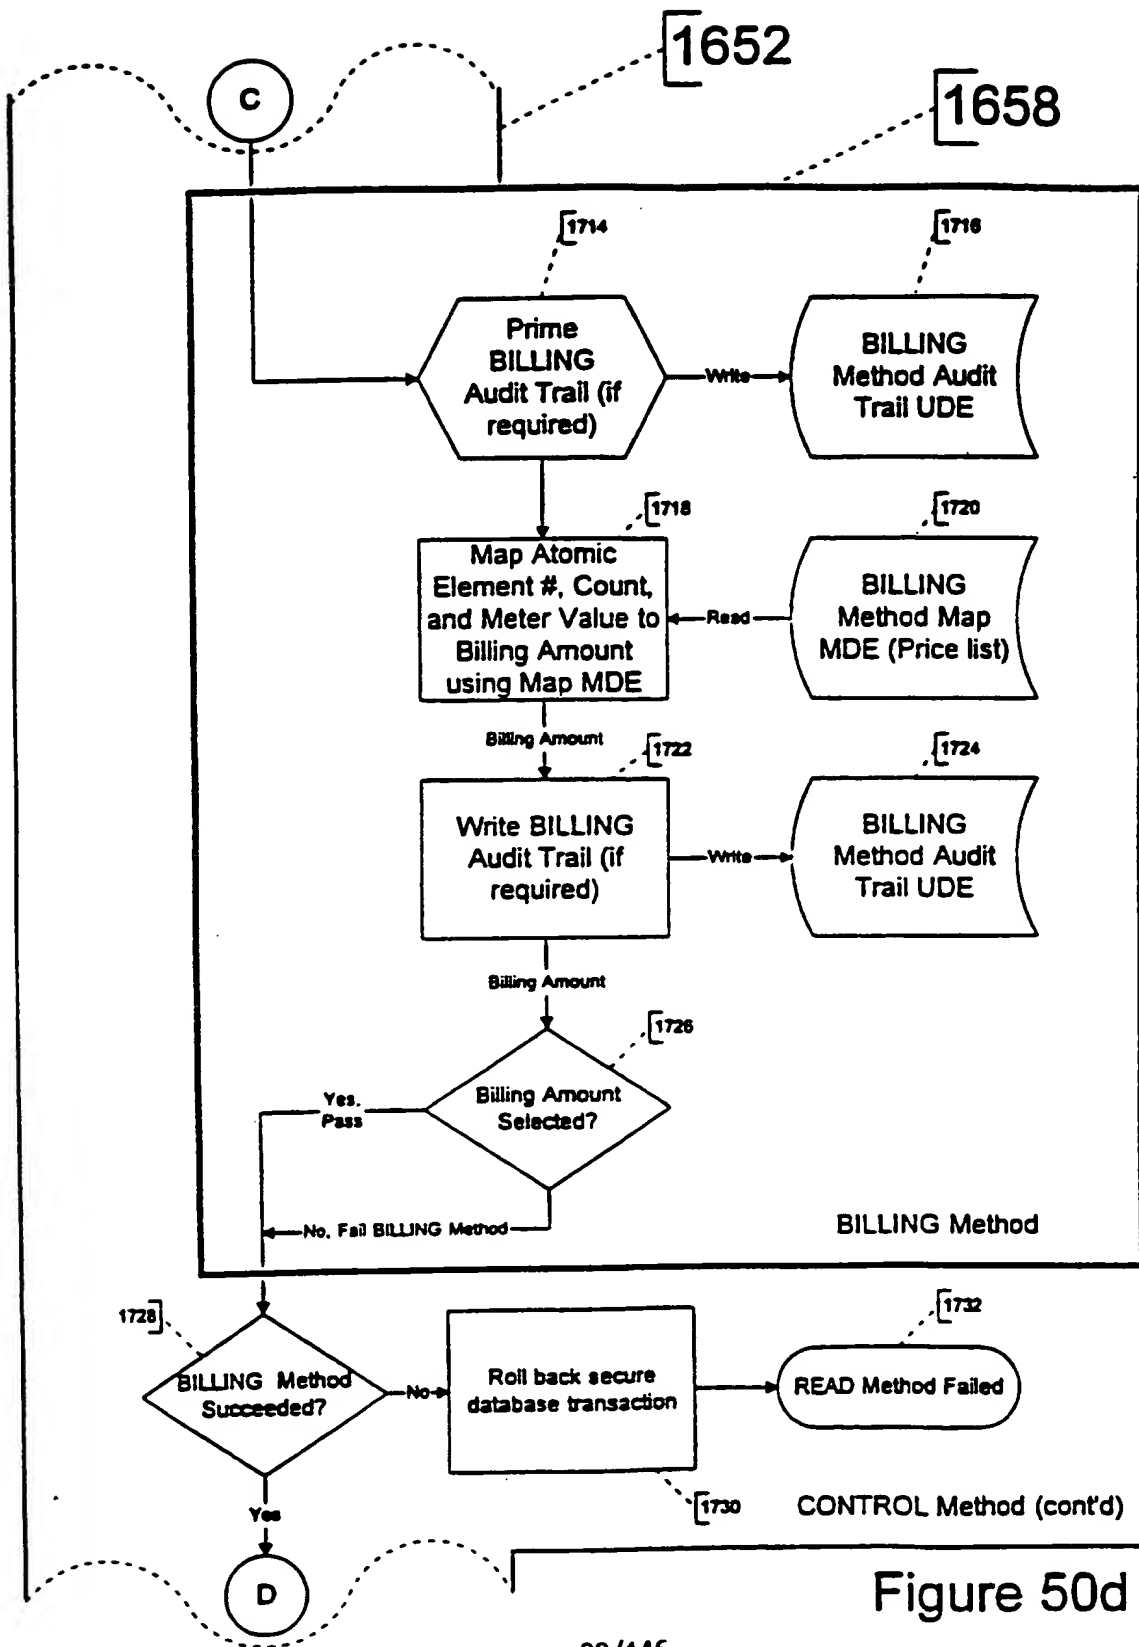 1652
C
1658
1714
1716
Prime
BILLING
Audit Trail (if
required)
Write
BILLING
Method Audit
Trail UDE
1718
1720
Map Atomic
Element #, Count,
and Meter Value to
Billing Amount
using Map MDE
Read
BILLING
Method Map
MDE (Price list)
Billing Amount
1722
1724
Write BILLING
Audit Trail (if
required)
Write
BILLING
Method Audit
Trail UDE
Billing Amount
1726
Billing Amount
Selected?
Yes,
Pass
No, Fail BILLING Method
BILLING Method
1728
1732
BILLING Method
Succeeded?
No
Roll back secure
database transaction
READ Method Failed
1730
CONTROL Method (cont'd)
Yes
D
Figure 50d